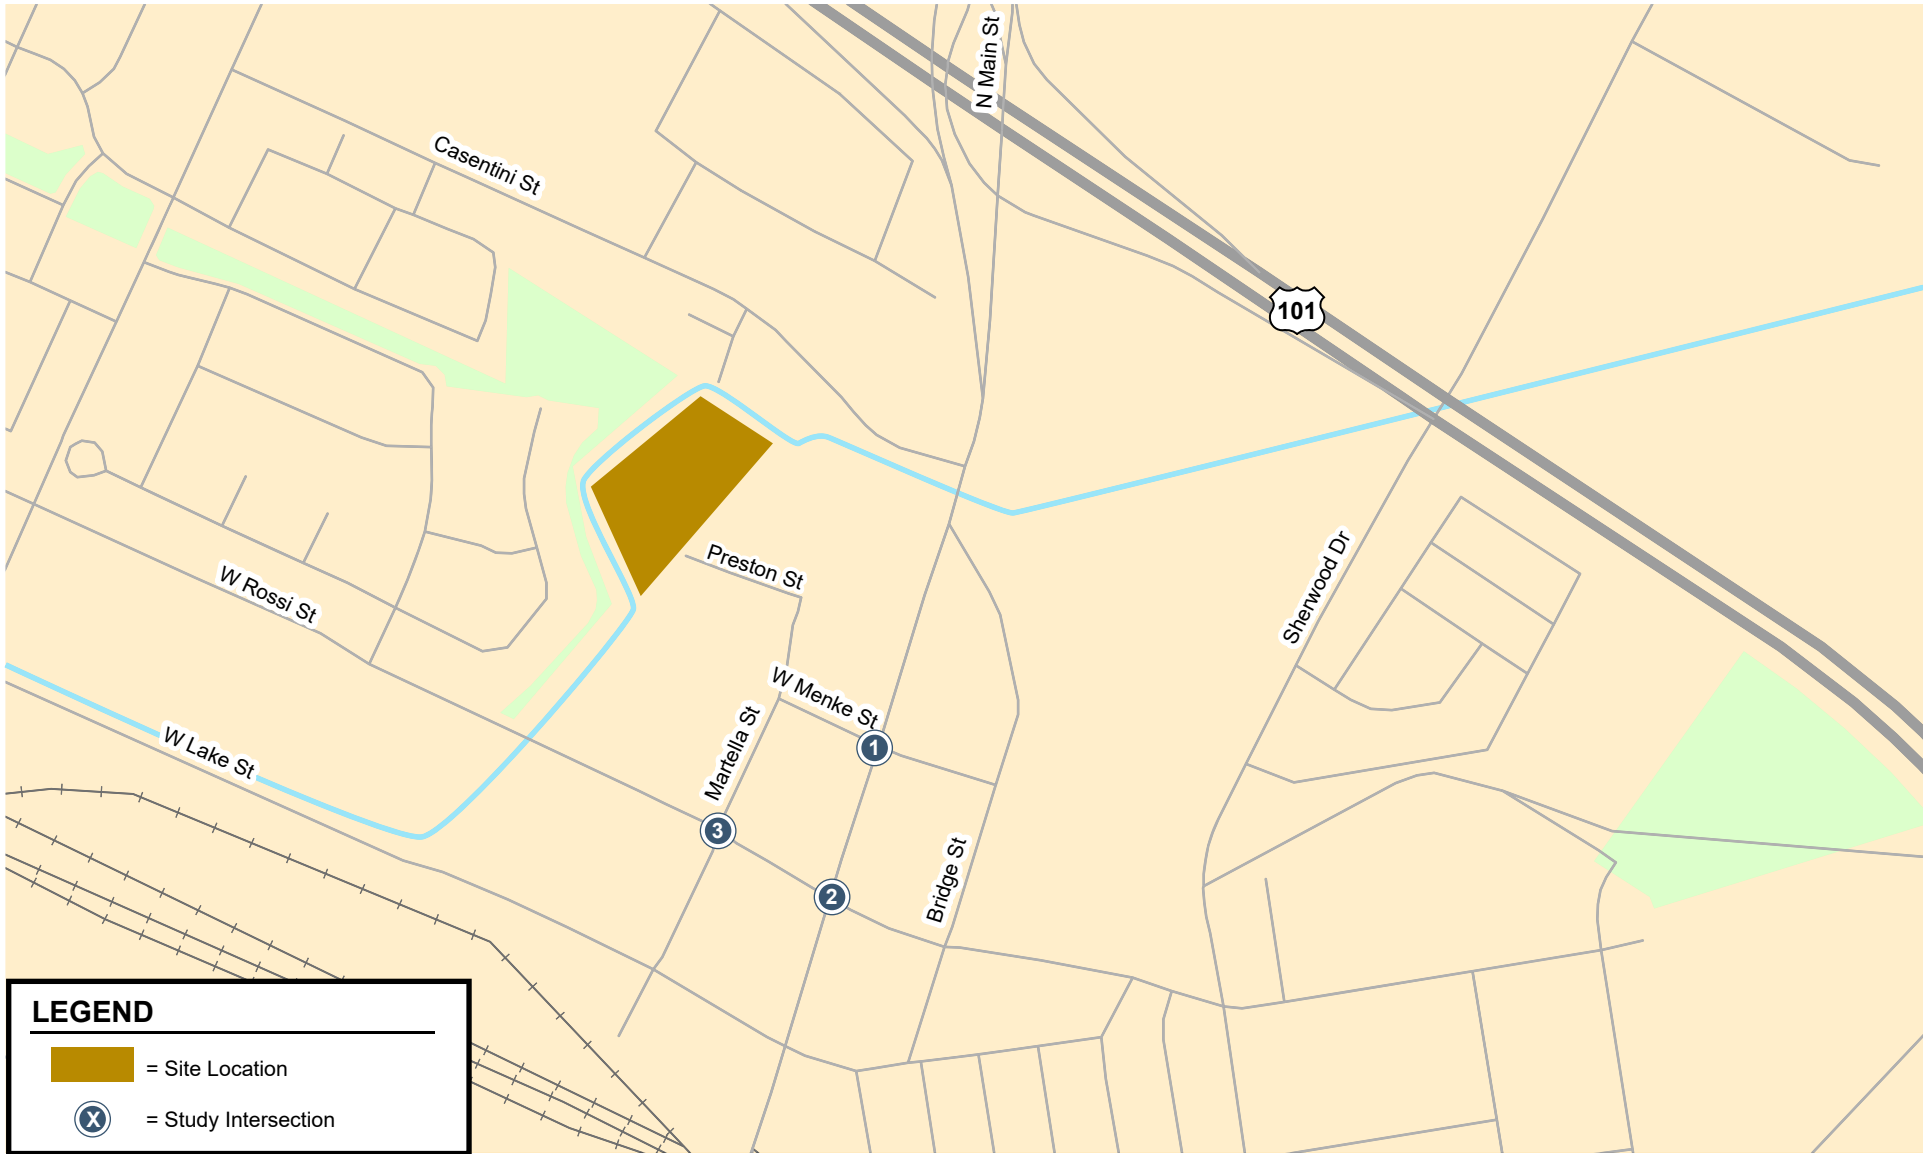 N Main St
Casentini St
101
Preston St
Sherwood Dr
W Rossi St
W Menke St
Martella St
1
W Lake St
3
2
Bridge St
LEGEND
= Site Location
X = Study Intersection